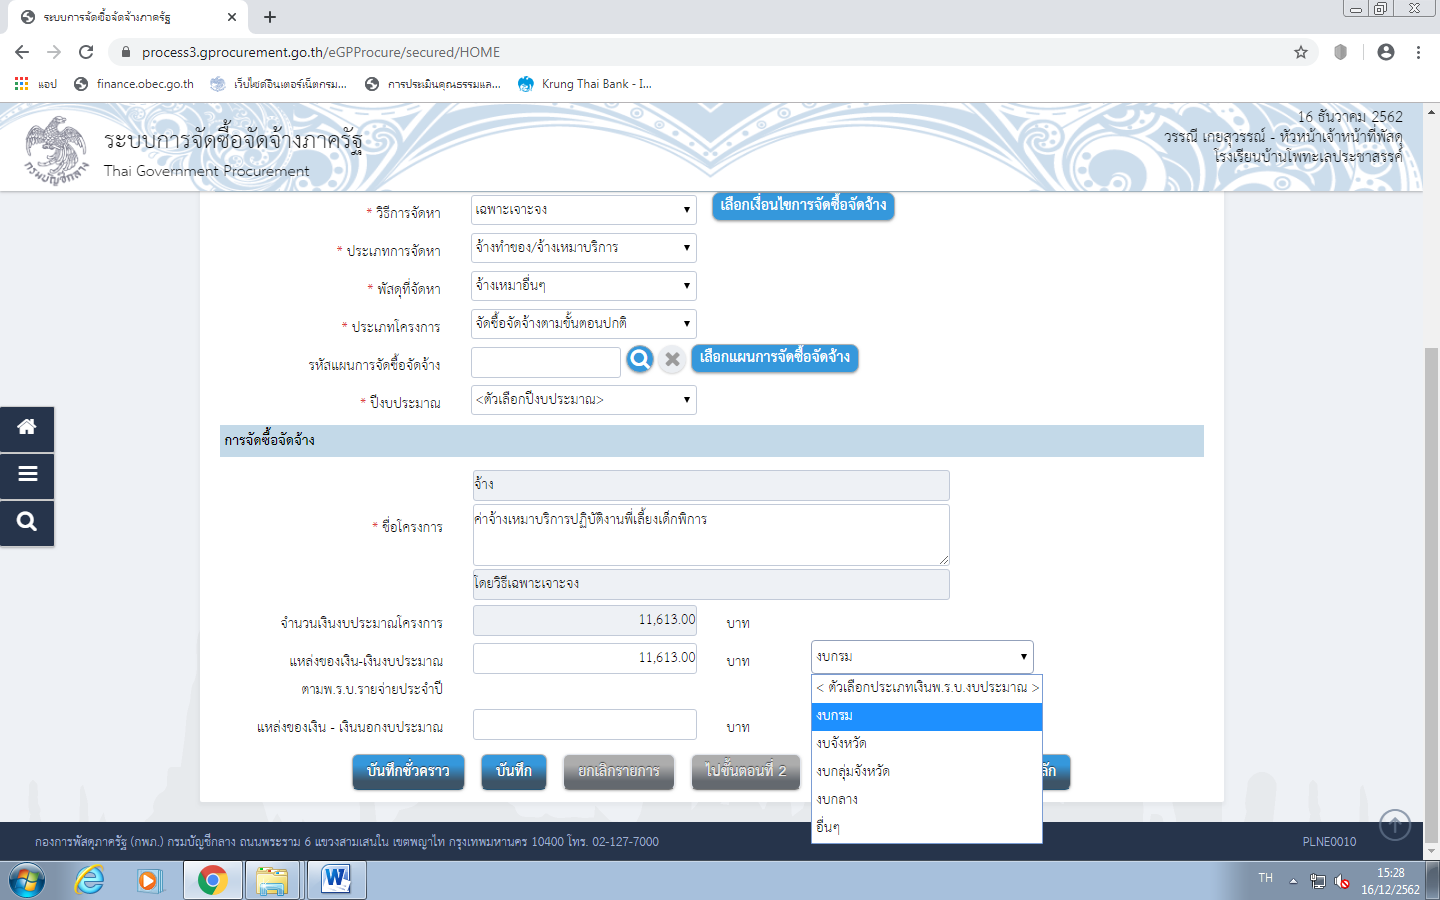 ระบบการจัดซื้อจัดจ้างภาครัฐ
process3.gprocurement.go.th/eGPProcure/secured/HOME
แอป finance.obec.go.th เว็บไซต์อินเตอร์เน็ตกรม... การประเมินคุณธรรมแล... Krung Thai Bank - I...
ระบบการจัดซื้อจัดจ้างภาครัฐ
Thai Government Procurement
16 ธันวาคม 2562
วรรณี เกยสุวรรณ์ - หัวหน้าเจ้าหน้าที่พัสดุ
โรงเรียนบ้านโพทะเลประชาสรรค์
* วิธีการจัดหา เฉพาะเจาะจง เลือกเงื่อนไขการจัดซื้อจัดจ้าง
* ประเภทการจัดหา จ้างทำของ/จ้างเหมาบริการ
* พัสดุที่จัดหา จ้างเหมาอื่นๆ
* ประเภทโครงการ จัดซื้อจัดจ้างตามขั้นตอนปกติ
รหัสแผนการจัดซื้อจัดจ้าง เลือกแผนการจัดซื้อจัดจ้าง
* ปีงบประมาณ <ตัวเลือกปีงบประมาณ>
การจัดซื้อจัดจ้าง
จ้าง
* ชื่อโครงการ ค่าจ้างเหมาบริการปฏิบัติงานพี่เลี้ยงเด็กพิการ
โดยวิธีเฉพาะเจาะจง
จำนวนเงินงบประมาณโครงการ 11,613.00 บาท
แหล่งของเงิน-เงินงบประมาณ 11,613.00 บาท งบกรม
ตามพ.ร.บ.รายจ่ายประจำปี
< ตัวเลือกประเภทเงินพ.ร.บ.งบประมาณ >
งบกรม
งบจังหวัด
งบกลุ่มจังหวัด
งบกลาง
อื่นๆ
แหล่งของเงิน - เงินนอกงบประมาณ บาท
บันทึกชั่วคราว บันทึก ยกเลิกรายการ ไปขั้นตอนที่ 2
กองการพัสดุภาครัฐ (กพภ.) กรมบัญชีกลาง ถนนพระราม 6 แขวงสามเสนใน เขตพญาไท กรุงเทพมหานคร 10400 โทร. 02-127-7000 PLNE0010
TH 15:28
16/12/2562